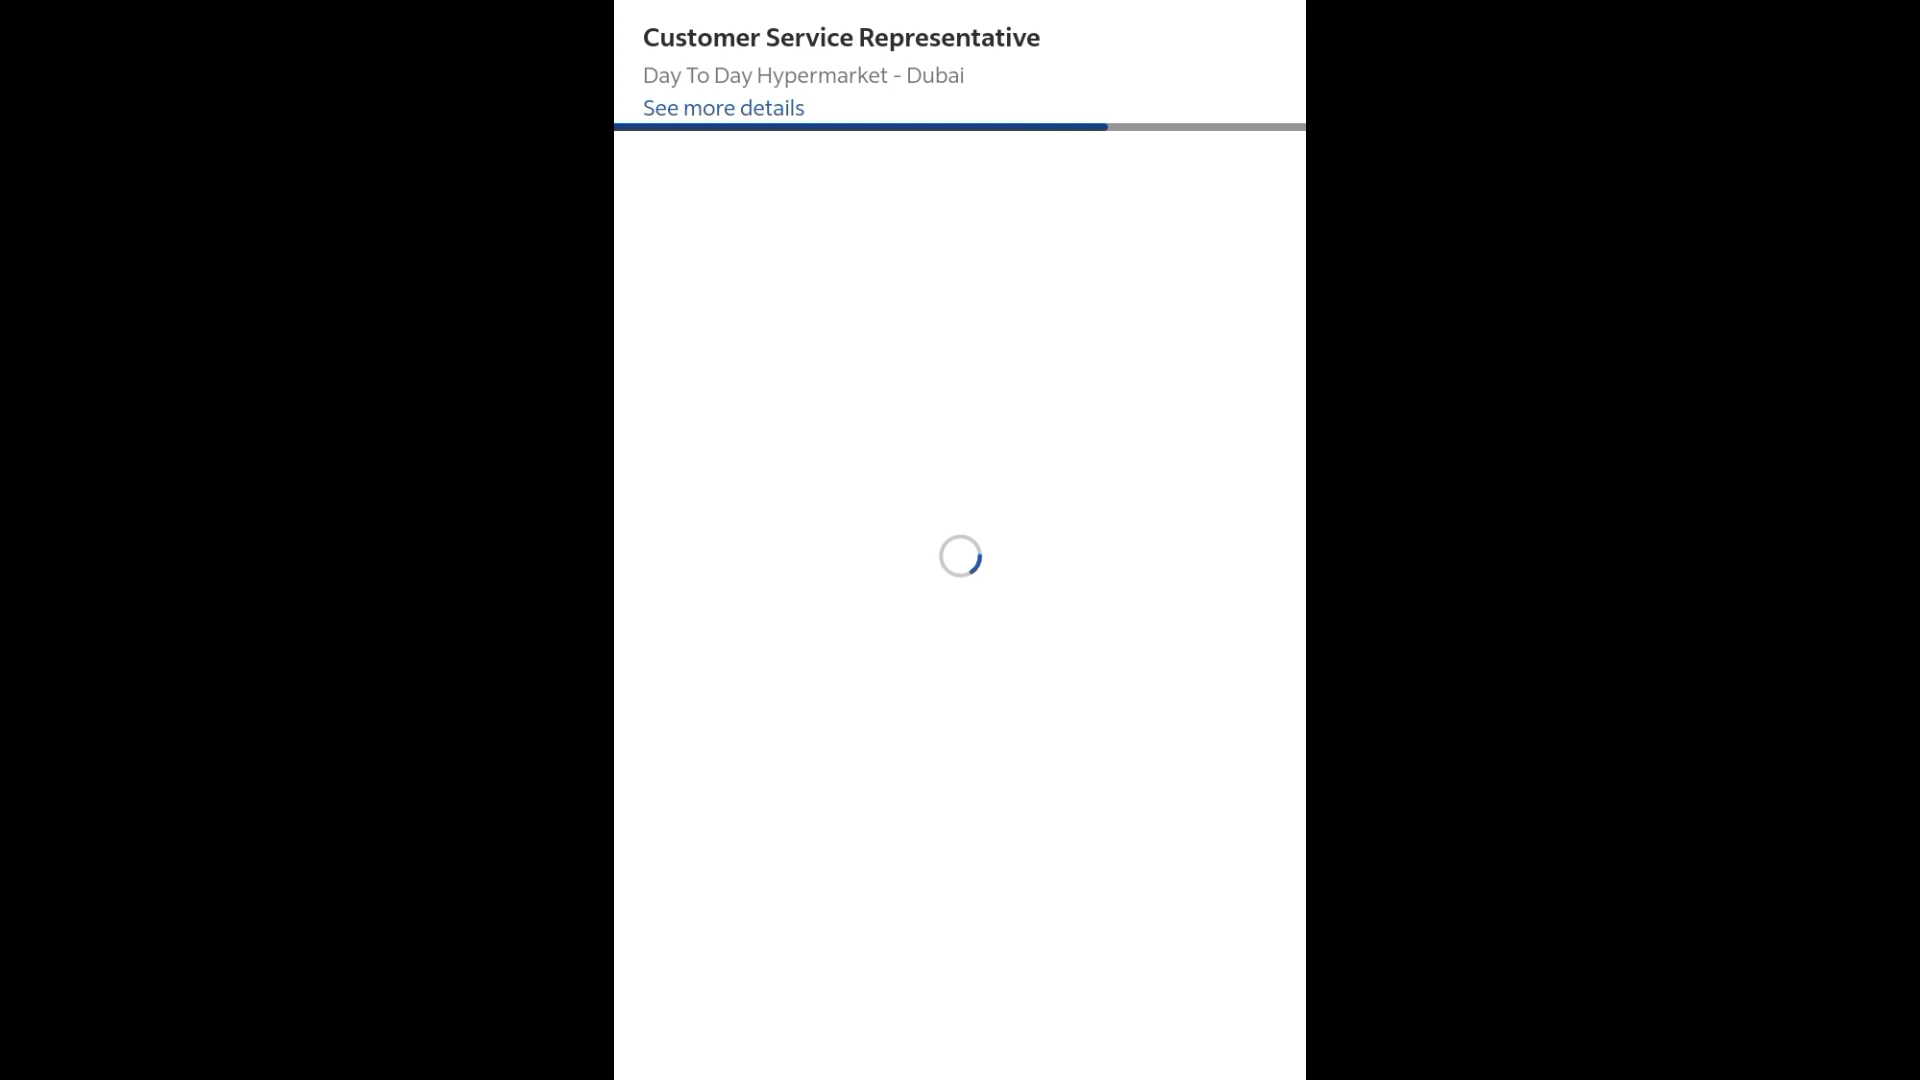 Customer Service Representative
Day To Day Hypermarket - Dubai
See more details